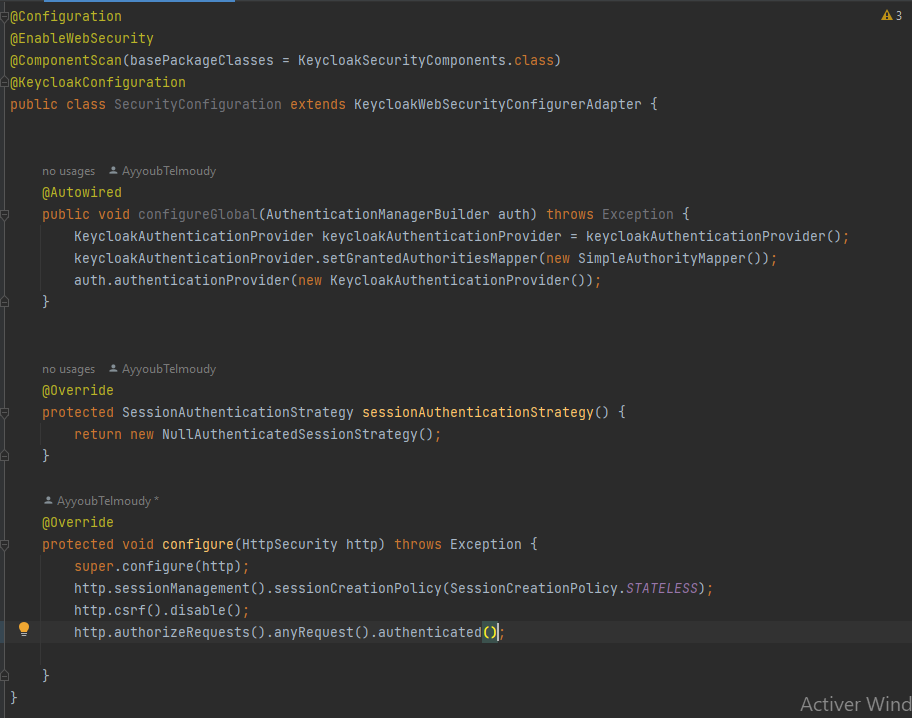 @Configuration
3
@EnableWebSecurity
@ComponentScan(basePackageClasses = KeycloakSecurityComponents.class)
@KeycloakConfiguration
public class SecurityConfiguration extends KeycloakWebSecurityConfigurerAdapter {
no usages AyyoubTelmoudy
@Autowired
public void configureGlobal(AuthenticationManagerBuilder auth) throws Exception {
KeycloakAuthenticationProvider keycloakAuthenticationProvider = keycloakAuthenticationProvider();
keycloakAuthenticationProvider.setGrantedAuthoritiesMapper(new SimpleAuthorityMapper());
auth.authenticationProvider(new KeycloakAuthenticationProvider());
}
no usages AyyoubTelmoudy
@Override
protected SessionAuthenticationStrategy sessionAuthenticationStrategy() {
return new NullAuthenticatedSessionStrategy();
}
AyyoubTelmoudy *
@Override
protected void configure(HttpSecurity http) throws Exception {
super.configure(http);
http.sessionManagement().sessionCreationPolicy(SessionCreationPolicy.STATELESS);
http.csrf().disable();
http.authorizeRequests().anyRequest().authenticated();
}
}
Activer Wind